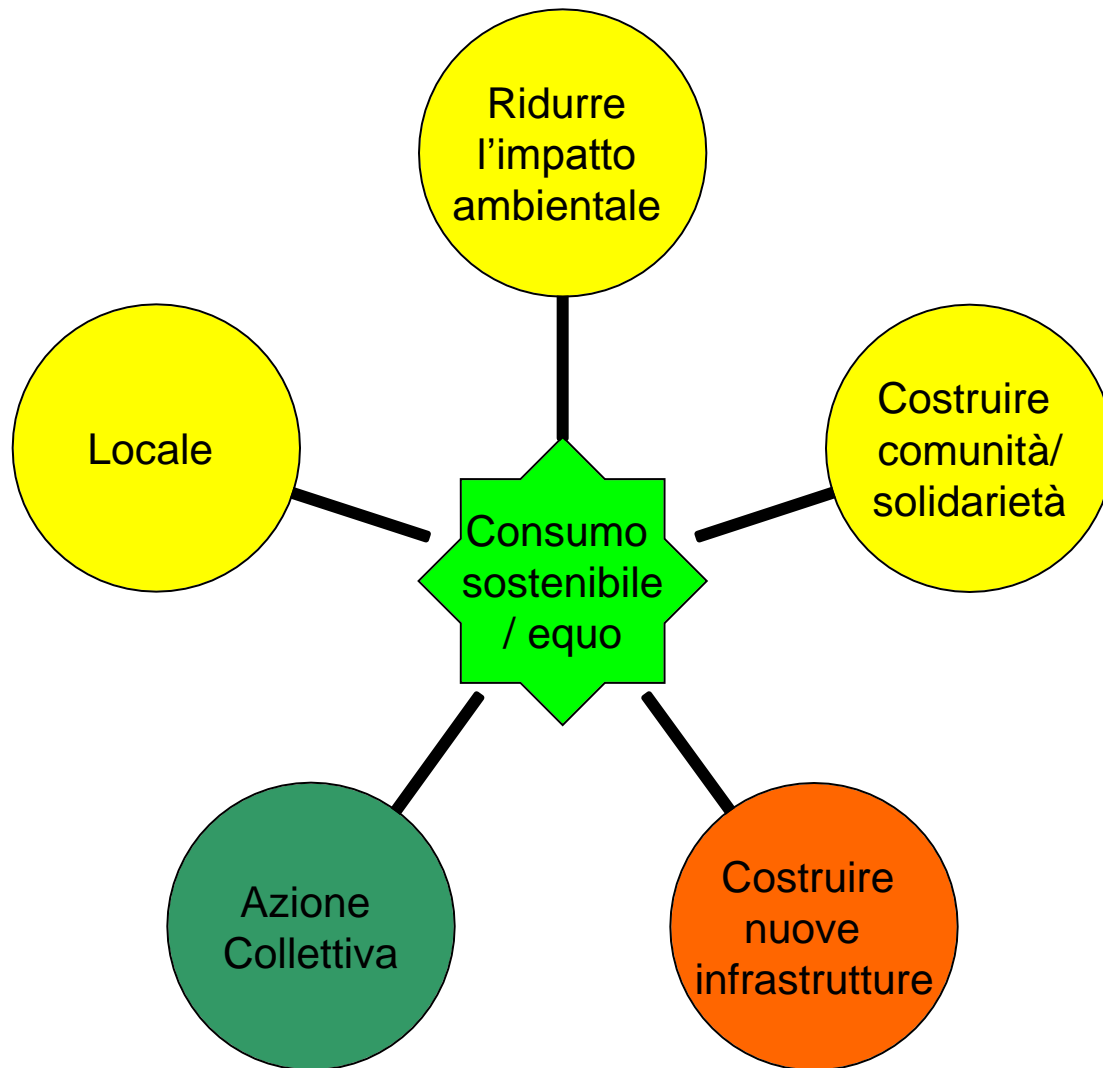 Ridurre
l’impatto
ambientale
Locale
Costruire
comunità/
solidarietà
Consumo
sostenibile
/ equo
Azione
Collettiva
Costruire
nuove
infrastrutture